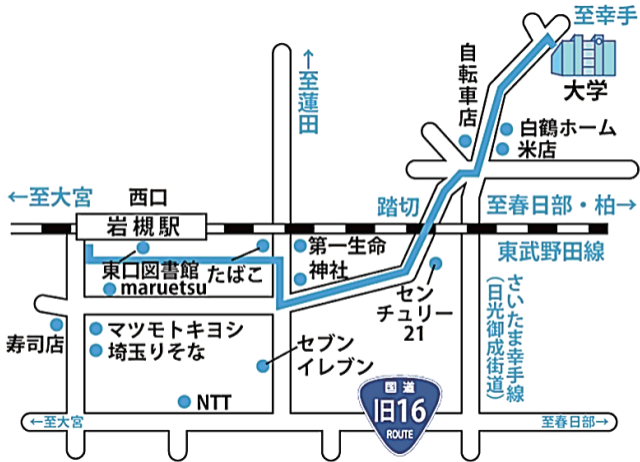 至幸手
大学
自転車店
白鶴ホーム
米店
←至蓮田
←至大宮
西口
岩槻駅
踏切
至春日部・柏→
東武野田線
第一生命
神社
東口図書館
たばこ
maruetsu
セン
チュリー
21
さいたま幸手線
(日光御成街道)
寿司店
マツモトキヨシ
埼玉りそな
セブン
イレブン
NTT
国道
旧16
ROUTE
←至大宮
至春日部→